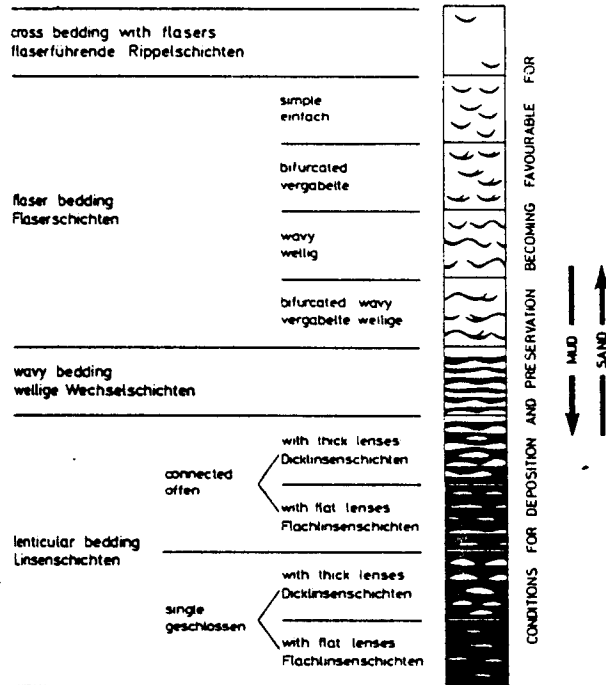 cross bedding with flasers
flaserführende Rippelschichten
flaser bedding
Flaserschichten
simple
einfach
bifurcated
vergabelte
wavy
wellig
bifurcated wavy
vergabelte wellige
wavy bedding
wellige Wechselschichten
lenticular bedding
Linsenschichten
connected
offen
with thick lenses
Dicklinsenschichten
with flat lenses
Flachlinsenschichten
single
geschlossen
with thick lenses
Dicklinsenschichten
with flat lenses
Flachlinsenschichten
CONDITIONS FOR DEPOSITION AND PRESERVATION BECOMING FAVOURABLE FOR
MUD
SAND